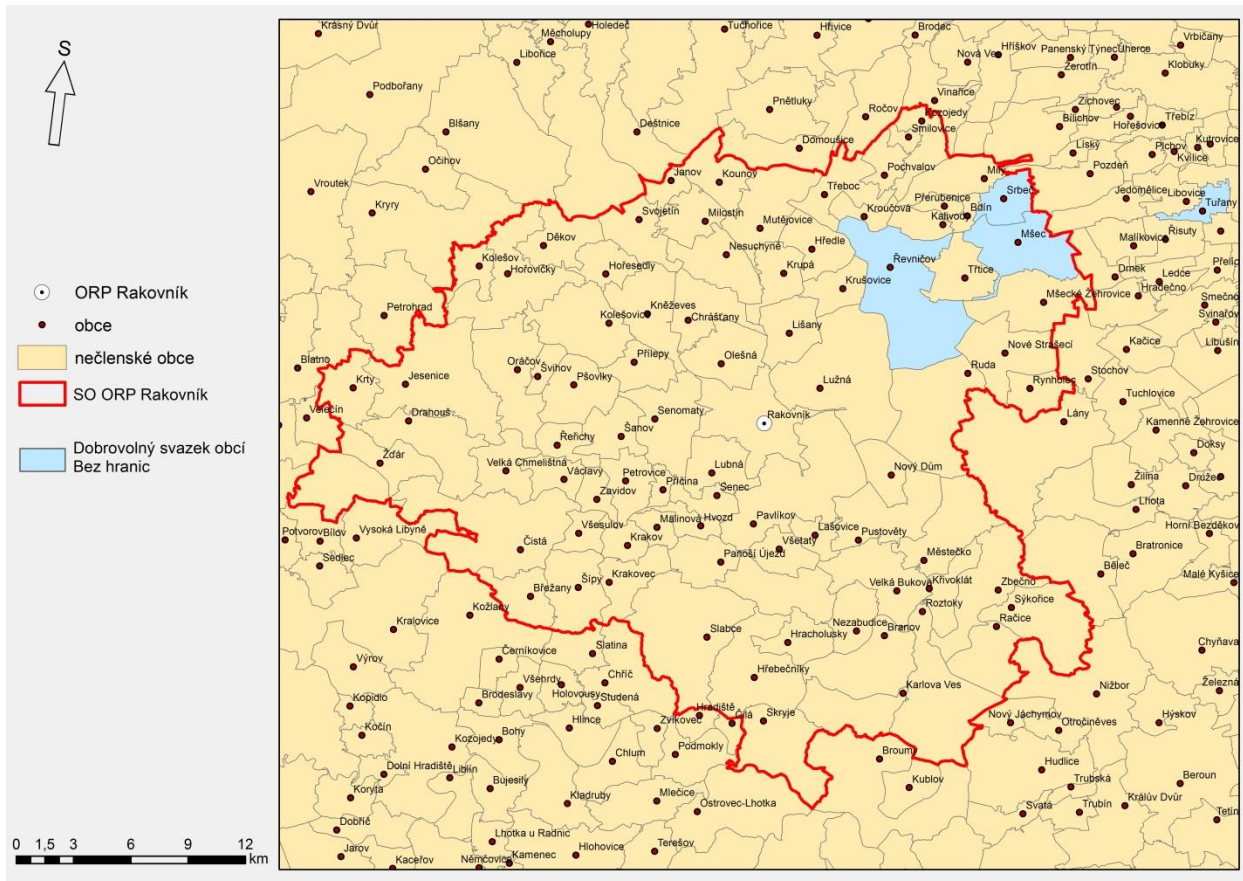 S
ORP Rakovník
obce
nečlenské obce
SO ORP Rakovník
Dobrovolný svazek obcí
Bez hranic
0 1,5 3 6 9 12
km
Krásný Dvůr
Holedeč
Měcholupy
Libořice
Tuchořice
Hřivice
Brodec
Nová Ves
Hříškov
Panenský Týnec
Úherce
Vrbičany
Žerotín
Klobuky
Podbořany
Blšany
Deštnice
Pnětluky
Ročov
Vinařice
Kozojedy
Smilovice
Zichovec
Bílichov
Hořešovice
Třebíz
Očihov
Domoušice
Líský
Plchov
Kutrovice
Kvílice
Pozdeň
Vroutek
Kryry
Janov
Kounov
Pochvalov
Milý
Srbeč
Jedomělice
Libovice
Tuřany
Třeboc
Přerubenice
Bdín
Kalivody
Kroučová
Svojetín
Milostín
Mutějovice
Mšec
Malíkovice
Řisuty
Děkov
Nesuchyně
Hředle
Kolešov
Hořovičky
Hořesedly
Krupá
Krušovice
Řevničov
Třtice
Drnek
Ledce
Hradečno
Přelíc
Mšecké Žehrovice
Smečno
Svinařov
Petrohrad
Kněževes
Kolešovice
Chrášťany
Lišany
Nové Strašecí
Kačice
Libušín
Blatno
Krty
Jesenice
Oráčov
Švihov
Pšovlky
Přílepy
Olešná
Lužná
Ruda
Rynholec
Stochov
Tuchlovice
Velečín
Drahouš
Senomaty
Šanov
Rakovník
Lány
Kamenné Žehrovice
Doksy
Řeřichy
Žďár
Velká Chmelištná
Václavy
Petrovice
Zavidov
Příčina
Lubná
Senec
Nový Dům
Žilina
Družec
Lhota
Potvorov
Bílov
Vysoká Libyně
Sedlec
Všesulov
Malinová
Hvozd
Pavlíkov
Krakov
Všetaty
Lašovice
Pustověty
Horní Bezděkov
Bratronice
Čistá
Panoší Újezd
Městečko
Běleč
Malé Kyšice
Břežany
Šípy
Krakovec
Velká Buková
Křivoklát
Zbečno
Sýkořice
Roztoky
Kožlany
Kralovice
Slabce
Hracholusky
Nezabudice
Branov
Račice
Chyňava
Výrov
Černíkovice
Slatina
Hřebečníky
Všehrdy
Chříč
Brodeslavy
Holovousy
Studená
Karlova Ves
Nižbor
Železná
Kopidlo
Kočín
Hlince
Hradiště
Čilá
Skryje
Zvíkovec
Nový Jáchymov
Otročiněves
Hýskov
Kozojedy
Bohy
Chlum
Podmokly
Broumy
Kublov
Hudlice
Dolní Hradiště
Liblín
Bujesily
Trubská
Beroun
Koryta
Kladruby
Mlečice
Ostrovec-Lhotka
Svatá
Trubín
Králův Dvůr
Tetín
Dobříč
Lhotka u Radnic
Jarov
Kaceřov
Němčovice
Kamenec
Hlohovice
Terešov